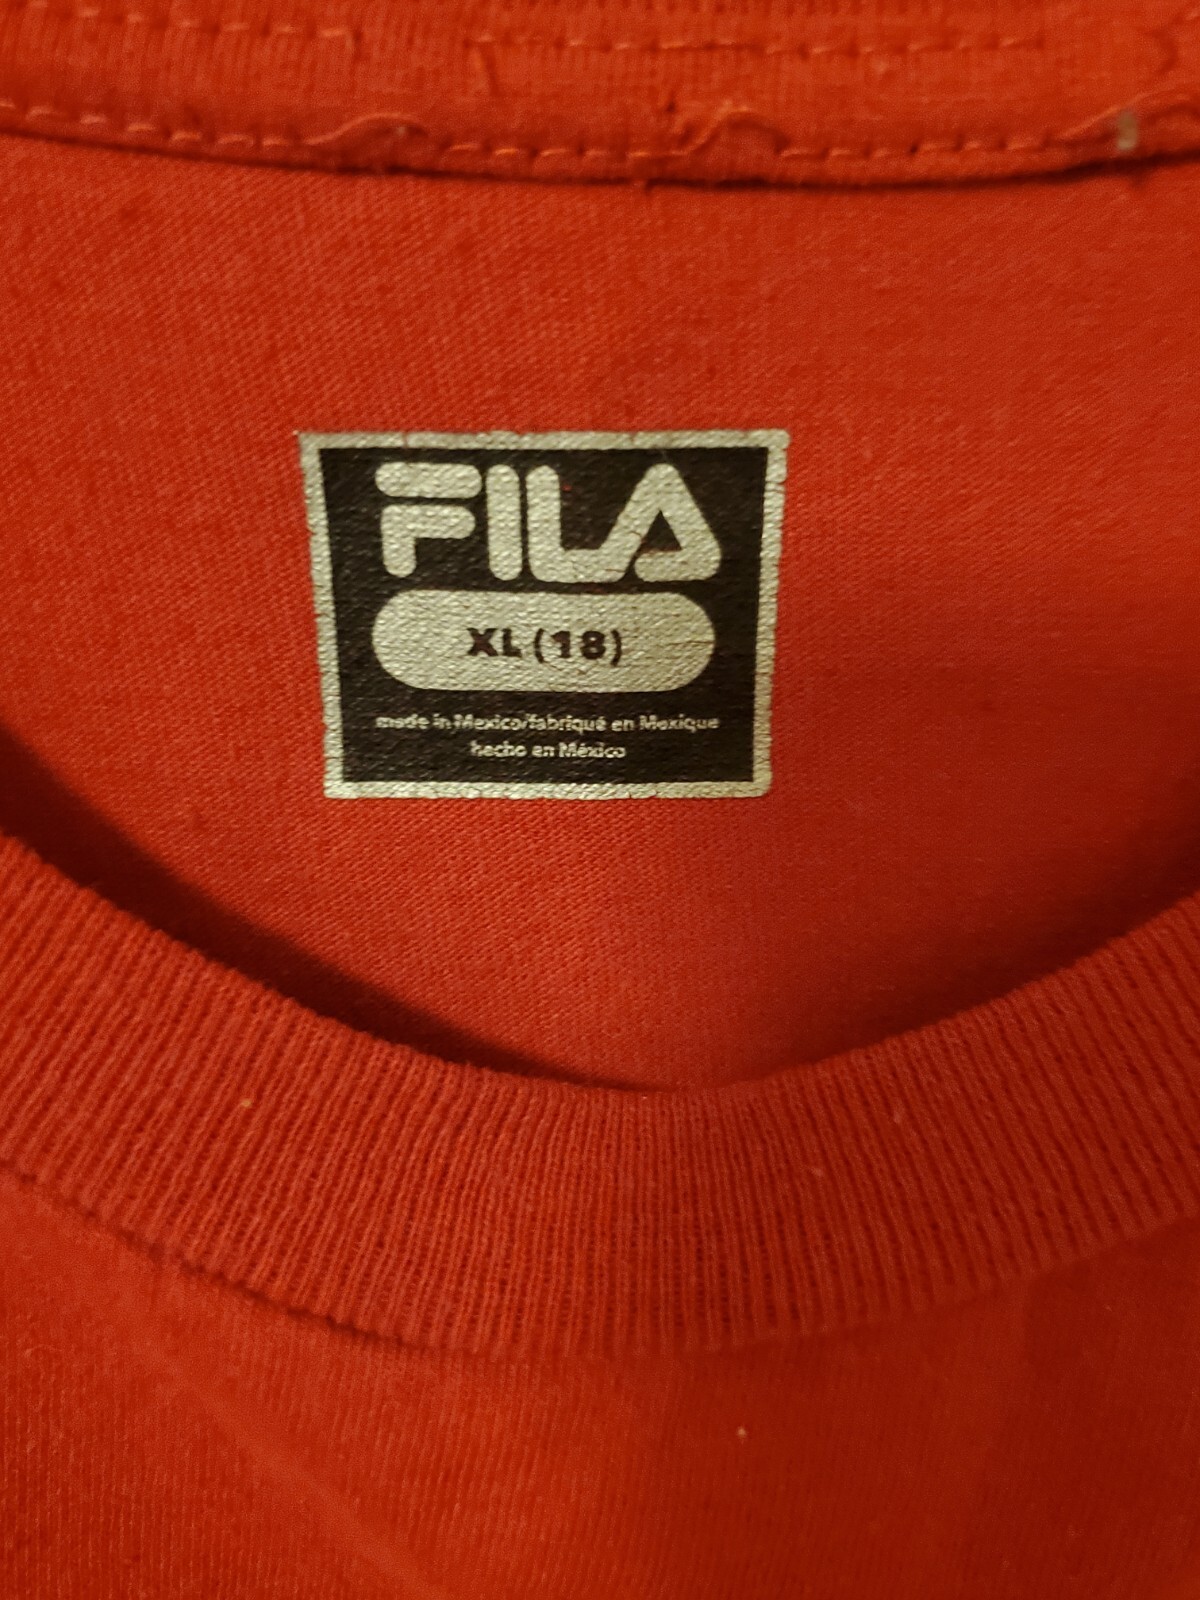 FILA
XL (18)
made in Mexico/fabriqué en Mexique
hecho en México